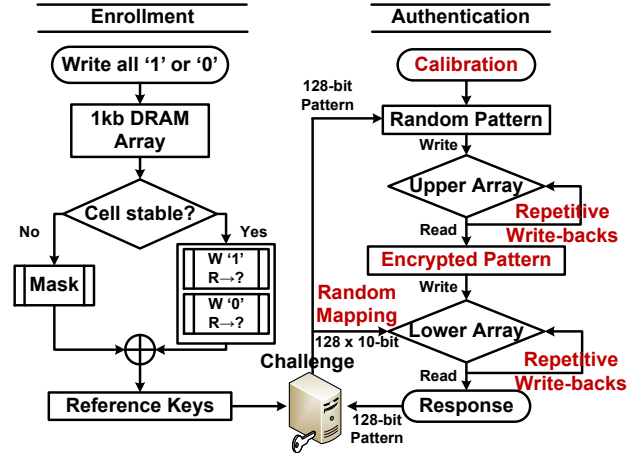 Enrollment
Write all ‘1’ or ‘0’
1kb DRAM
Array
Cell stable?
No
Yes
Mask
W ‘1’
R→?
W ‘0’
R→?
Reference Keys
Authentication
Calibration
128-bit
Pattern
Random Pattern
Write
Upper Array
Read
Repetitive
Write-backs
Encrypted Pattern
Write
Random
Mapping
128 x 10-bit
Lower Array
Challenge
Read
Repetitive
Write-backs
Response
128-bit
Pattern